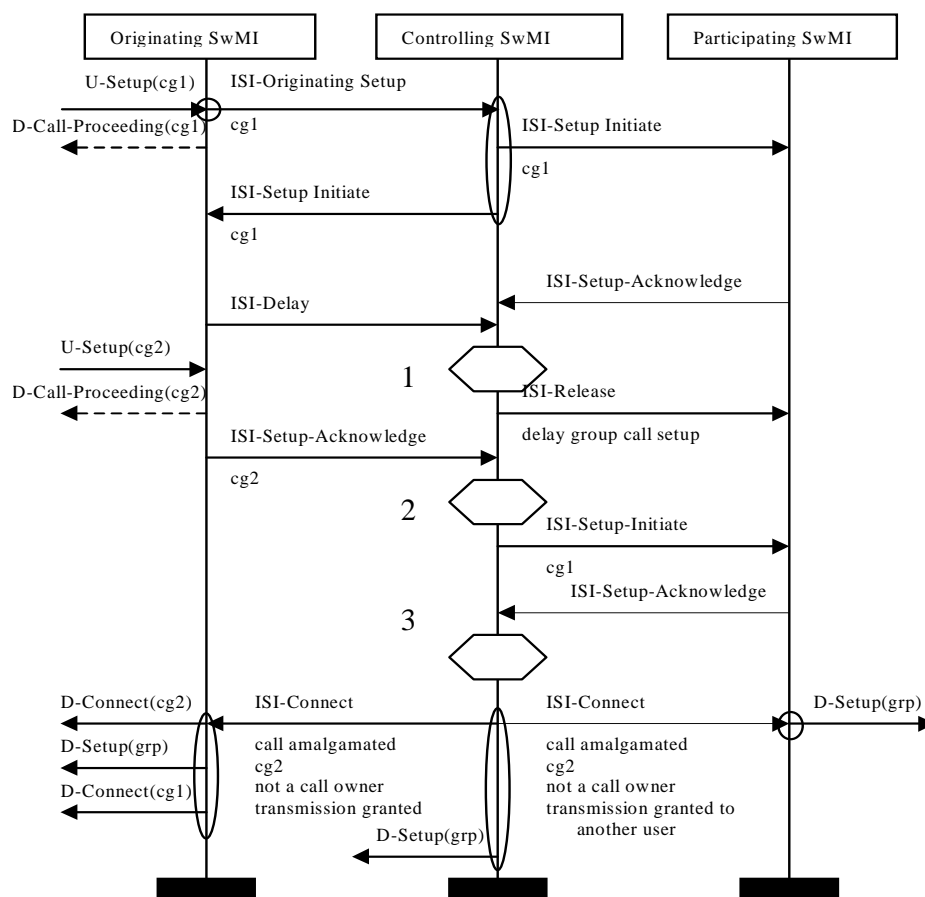 Originating SwMI
Controlling SwMI
Participating SwMI
U-Setup(cg1)
ISI-Originating Setup
D-Call-Proceeding(cg1)
cg1
ISI-Setup Initiate
cg1
ISI-Setup Initiate
cg1
ISI-Setup-Acknowledge
ISI-Delay
U-Setup(cg2)
1
D-Call-Proceeding(cg2)
ISI-Release
ISI-Setup-Acknowledge
delay group call setup
cg2
2
ISI-Setup-Initiate
cg1
ISI-Setup-Acknowledge
3
D-Connect(cg2)
ISI-Connect
ISI-Connect
D-Setup(grp)
D-Setup(grp)
D-Connect(cg1)
call amalgamated
cg2
not a call owner
transmission granted
call amalgamated
cg2
not a call owner
transmission granted to
another user
D-Setup(grp)